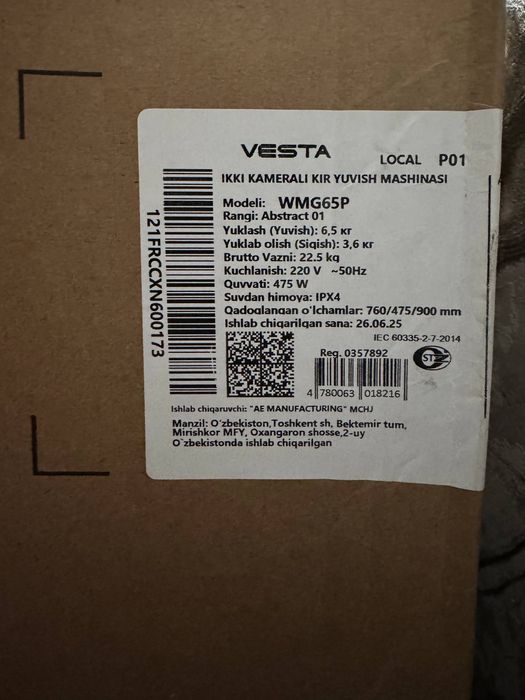 VESTA
LOCAL P01
IKKI KAMERALI KIR YUVISH MASHINASI
Modeli: WMG65P
Rangi: Abstract 01
Yuklash (Yuvish): 6,5 кг
Yuklab olish (Siqish): 3,6 кг
Brutto Vazni: 22.5 kg
Kuchlanish: 220 V ~50Hz
Quvvati: 475 W
Suvdan himoya: IPX4
Qadoqlangan o'lchamlar: 760/475/900 mm
Ishlab chiqarilgan sana: 26.06.25
IEC 60335-2-7-2014
Reg. 0357892
4 780063 018216
121FRCCXN600173
Ishlab chiqaruvchi: "AE MANUFACTURING" MCHJ
Manzil: O'zbekiston,Toshkent sh, Bektemir tum,
Mirishkor MFY, Oxangaron shosse,2-uy
O`zbekistonda ishlab chiqarilgan